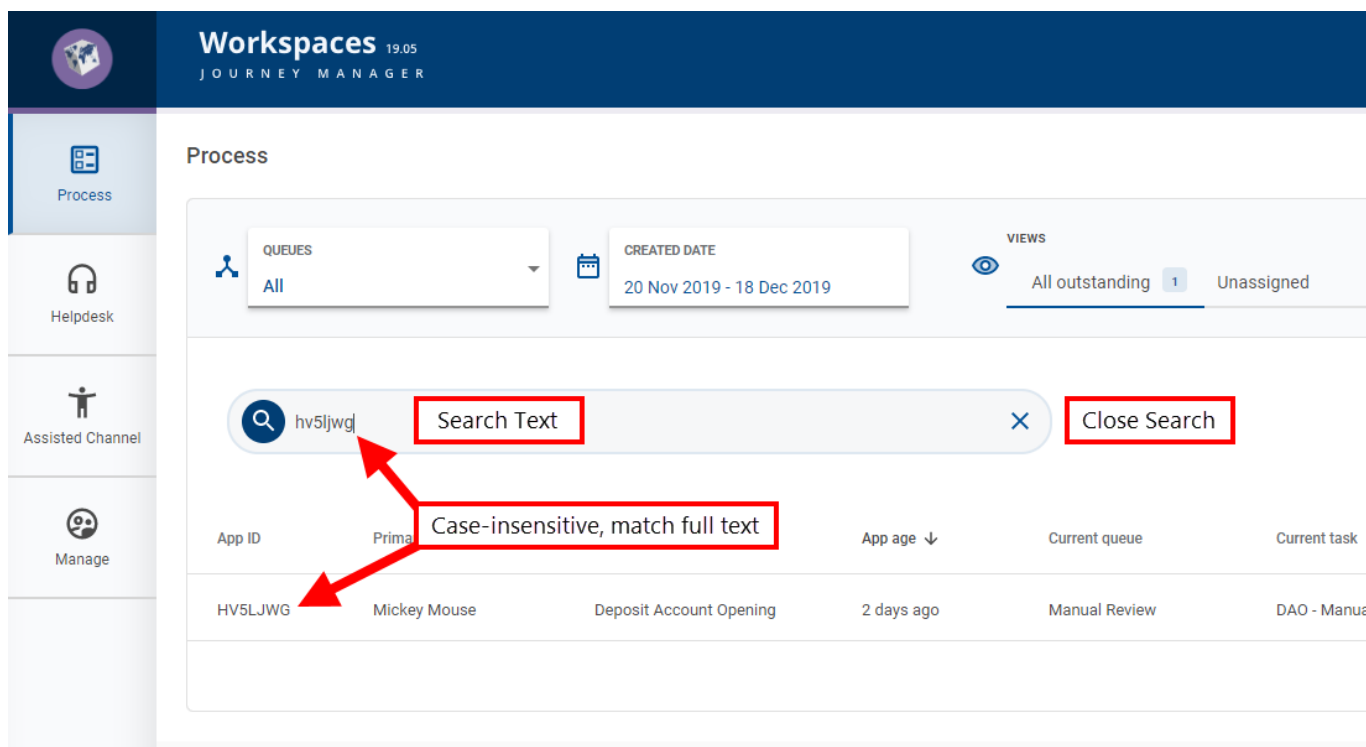 Workspaces 19.05
JOURNEY MANAGER
Process
Helpdesk
Assisted Channel
Manage
Process
QUEUES
All
CREATED DATE
20 Nov 2019 - 18 Dec 2019
VIEWS
All outstanding 1 Unassigned
hv5ljwg Search Text Close Search
Case-insensitive, match full text
App ID App age Current queue Current task
HV5LJWG Mickey Mouse Deposit Account Opening 2 days ago Manual Review DAO -